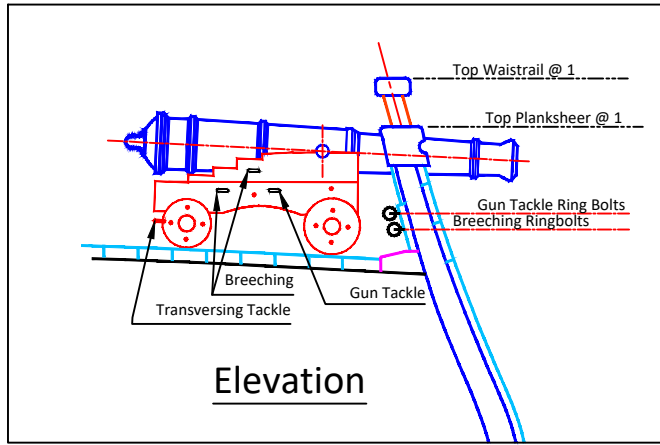 Top Waistrail @ 1
Top Planksheer @ 1
Gun Tackle Ring Bolts
Breeching Ringbolts
Breeching
Gun Tackle
Transversing Tackle
Elevation